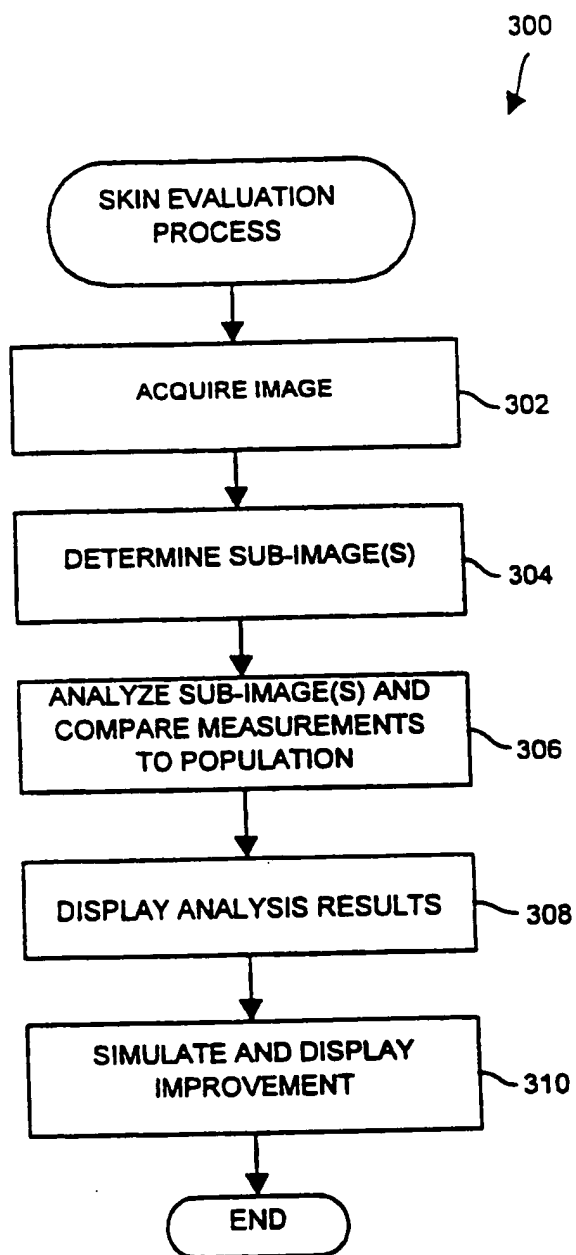 300
SKIN EVALUATION
PROCESS
ACQUIRE IMAGE
302
DETERMINE SUB-IMAGE(S)
304
ANALYZE SUB-IMAGE(S) AND
COMPARE MEASUREMENTS
TO POPULATION
306
DISPLAY ANALYSIS RESULTS
308
SIMULATE AND DISPLAY
IMPROVEMENT
310
END